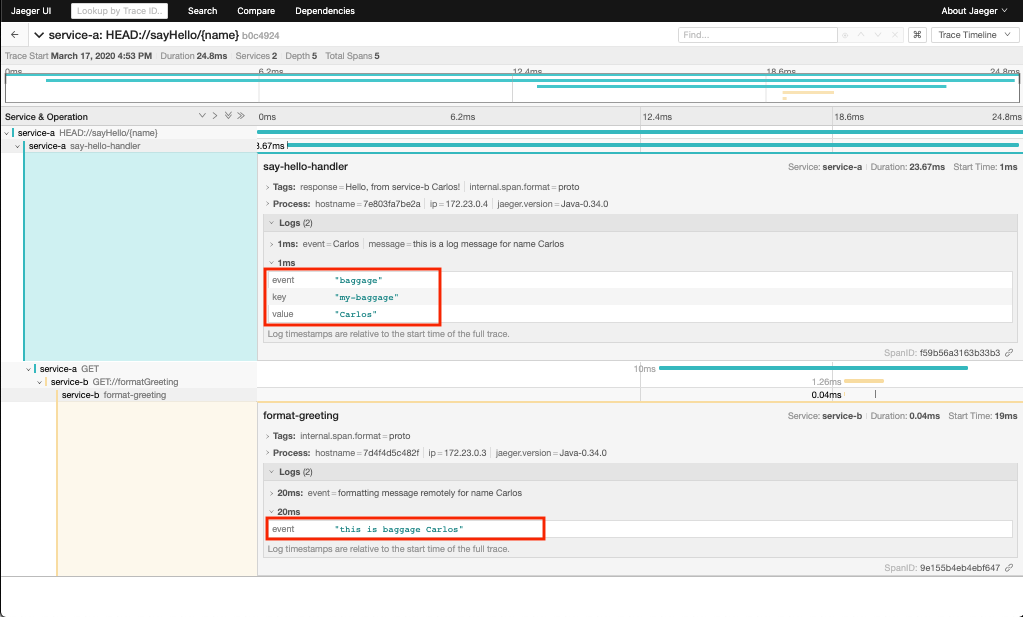 Jaeger UI Lookup by Trace ID... Search Compare Dependencies About Jaeger
service-a: HEAD://sayHello/{name} b0c4924 Find... Trace Timeline
Trace Start March 17, 2020 4:53 PM Duration 24.8ms Services 2 Depth 5 Total Spans 5
0ms 6.2ms 12.4ms 18.6ms 24.8ms
Service & Operation 0ms 6.2ms 12.4ms 18.6ms 24.8ms
service-a HEAD://sayHello/{name}
service-a say-hello-handler 3.67ms
say-hello-handler Service: service-a Duration: 23.67ms Start Time: 1ms
Tags: response = Hello, from service-b Carlos! internal.span.format = proto
Process: hostname = 7e803fa7be2a ip = 172.23.0.4 jaeger.version = Java-0.34.0
Logs (2)
1ms: event = Carlos message = this is a log message for name Carlos
1ms
event "baggage"
key "my-baggage"
value "Carlos"
Log timestamps are relative to the start time of the full trace.
SpanID: f59b56a3163b33b3
service-a GET 10ms
service-b GET://formatGreeting 1.26ms
service-b format-greeting 0.04ms
format-greeting Service: service-b Duration: 0.04ms Start Time: 19ms
Tags: internal.span.format = proto
Process: hostname = 7d4f4d5c482f ip = 172.23.0.3 jaeger.version = Java-0.34.0
Logs (2)
20ms: event = formatting message remotely for name Carlos
20ms
event "this is baggage Carlos"
Log timestamps are relative to the start time of the full trace.
SpanID: 9e155b4eb4ebf647